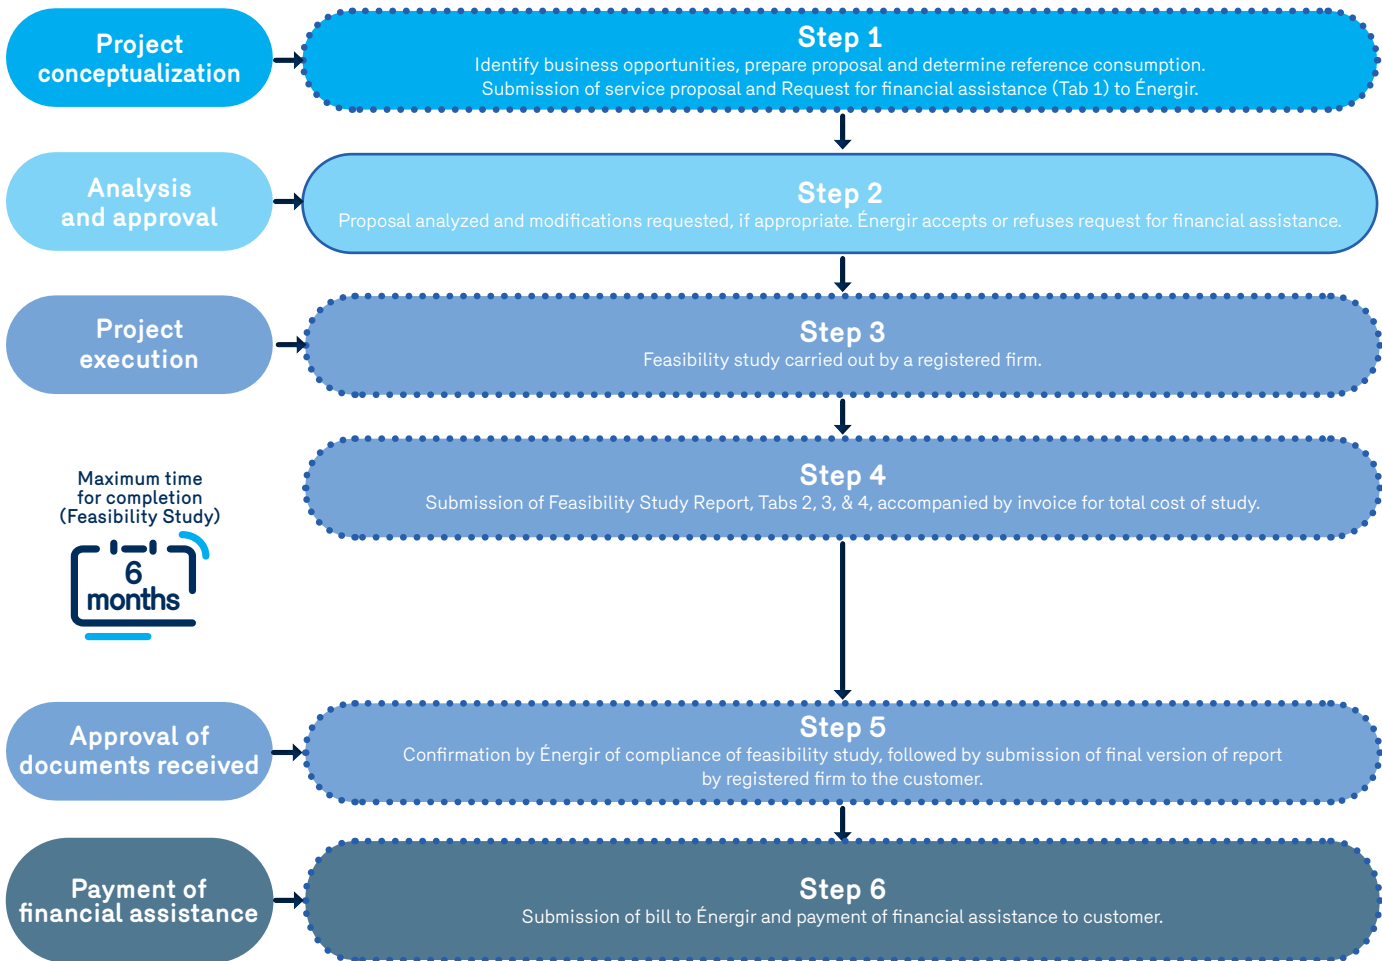 Project
conceptualization
Step 1
Identify business opportunities, prepare proposal and determine reference consumption.
Submission of service proposal and Request for financial assistance (Tab 1) to Énergir.
Analysis
and approval
Step 2
Proposal analyzed and modifications requested, if appropriate. Énergir accepts or refuses request for financial assistance.
Project
execution
Step 3
Feasibility study carried out by a registered firm.
Step 4
Submission of Feasibility Study Report, Tabs 2, 3, & 4, accompanied by invoice for total cost of study.
Maximum time
for completion
(Feasibility Study)
6
months
Approval of
documents received
Step 5
Confirmation by Énergir of compliance of feasibility study, followed by submission of final version of report
by registered firm to the customer.
Payment of
financial assistance
Step 6
Submission of bill to Énergir and payment of financial assistance to customer.